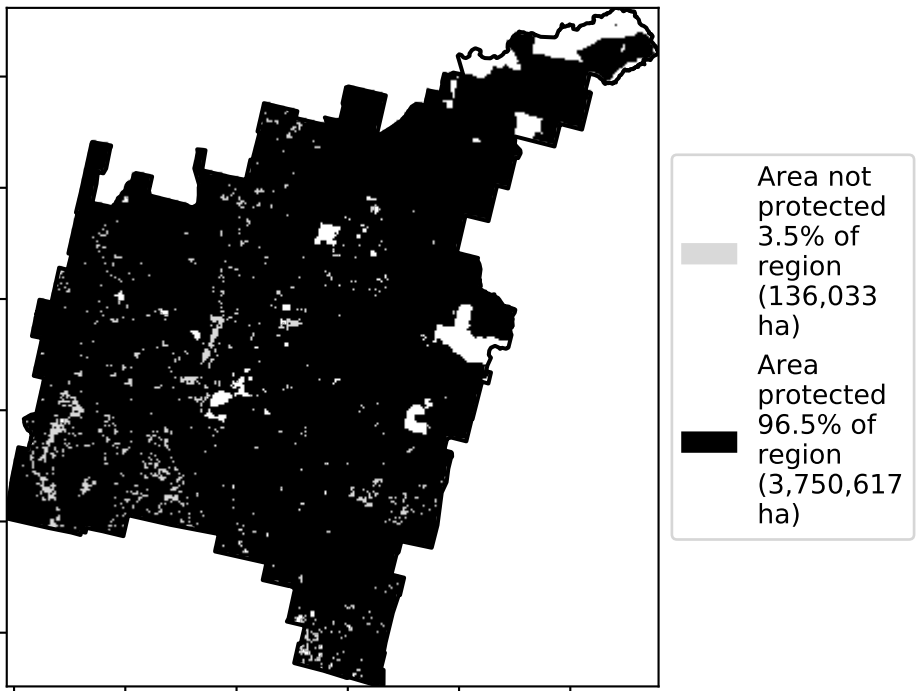 Area not
protected
3.5% of
region
(136,033
ha)
Area
protected
96.5% of
region
(3,750,617
ha)